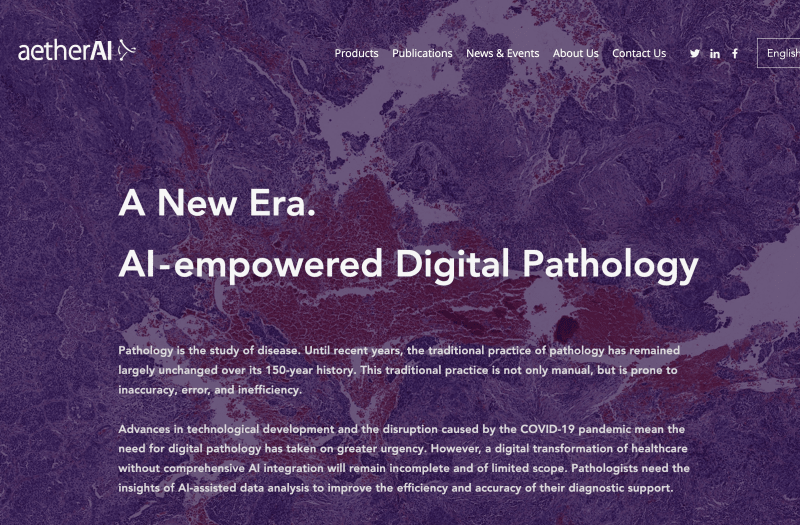 aetherAI
Products Publications News & Events About Us Contact Us
English
A New Era.
AI-empowered Digital Pathology
Pathology is the study of disease. Until recent years, the traditional practice of pathology has remained
largely unchanged over its 150-year history. This traditional practice is not only manual, but is prone to
inaccuracy, error, and inefficiency.
Advances in technological development and the disruption caused by the COVID-19 pandemic mean the
need for digital pathology has taken on greater urgency. However, a digital transformation of healthcare
without comprehensive AI integration will remain incomplete and of limited scope. Pathologists need the
insights of AI-assisted data analysis to improve the efficiency and accuracy of their diagnostic support.